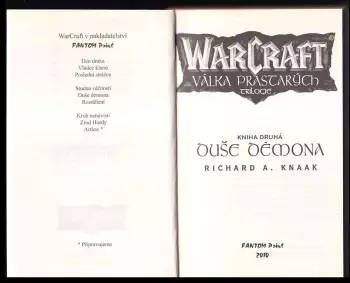 WarCraft v nakladatelství
FANTOM Print
Den draka
Vládce klanů
Poslední strážce
Studna věčnosti
Duše démona
Rozdělení
Kruh nenávisti
Zrod Hordy
Arthas *
* Připravujeme
WARCRAFT
VÁLKA PRASTARÝCH
TRILOGIE
KNIHA DRUHÁ
DUŠE DÉMONA
RICHARD A. KNAAK
FANTOM Print
2010